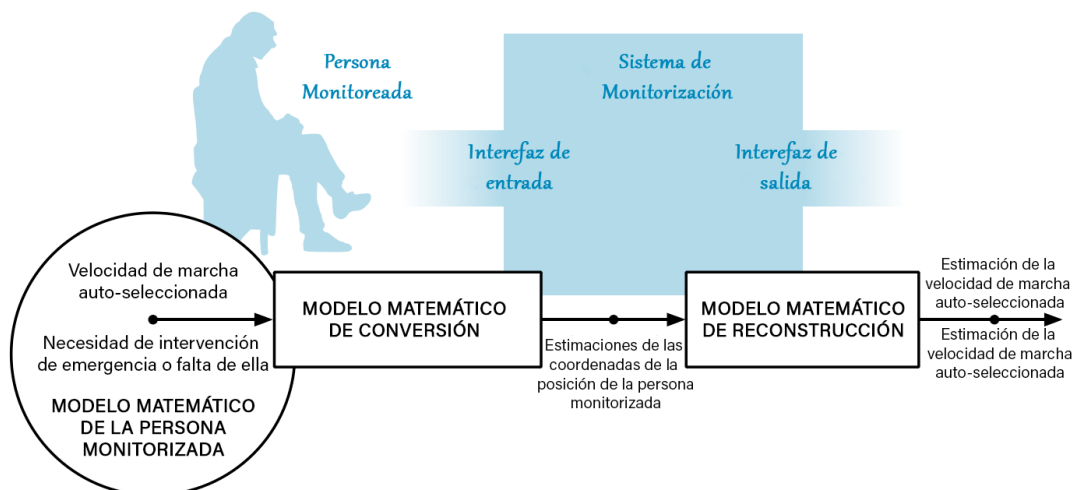 Persona
Monitoreada
Sistema de
Monitorización
Interefaz de
entrada
Interfaz de
salida
Velocidad de marcha
auto-seleccionada
Necesidad de intervención
de emergencia o falta de ella
MODELO MATEMÁTICO
DE LA PERSONA
MONITORIZADA
MODELO MATEMÁTICO
DE CONVERSIÓN
Estimaciones de las
coordenadas de la
posición de la persona
monitorizada
MODELO MATEMÁTICO
DE RECONSTRUCCIÓN
Estimación de la
velocidad de marcha
auto-seleccionada
Estimación de la
velocidad de marcha
auto-seleccionada